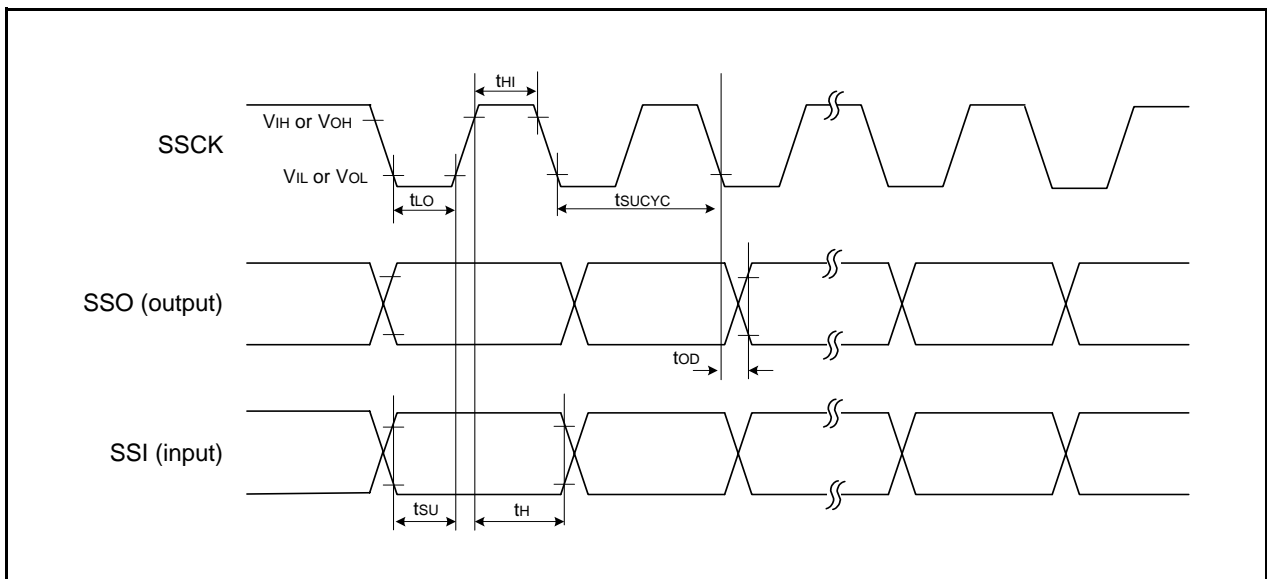 tHI
VIH or VOH
SSCK
VIL or VOL
tLO
tSUCYC
SSO (output)
tOD
SSI (input)
tSU
tH